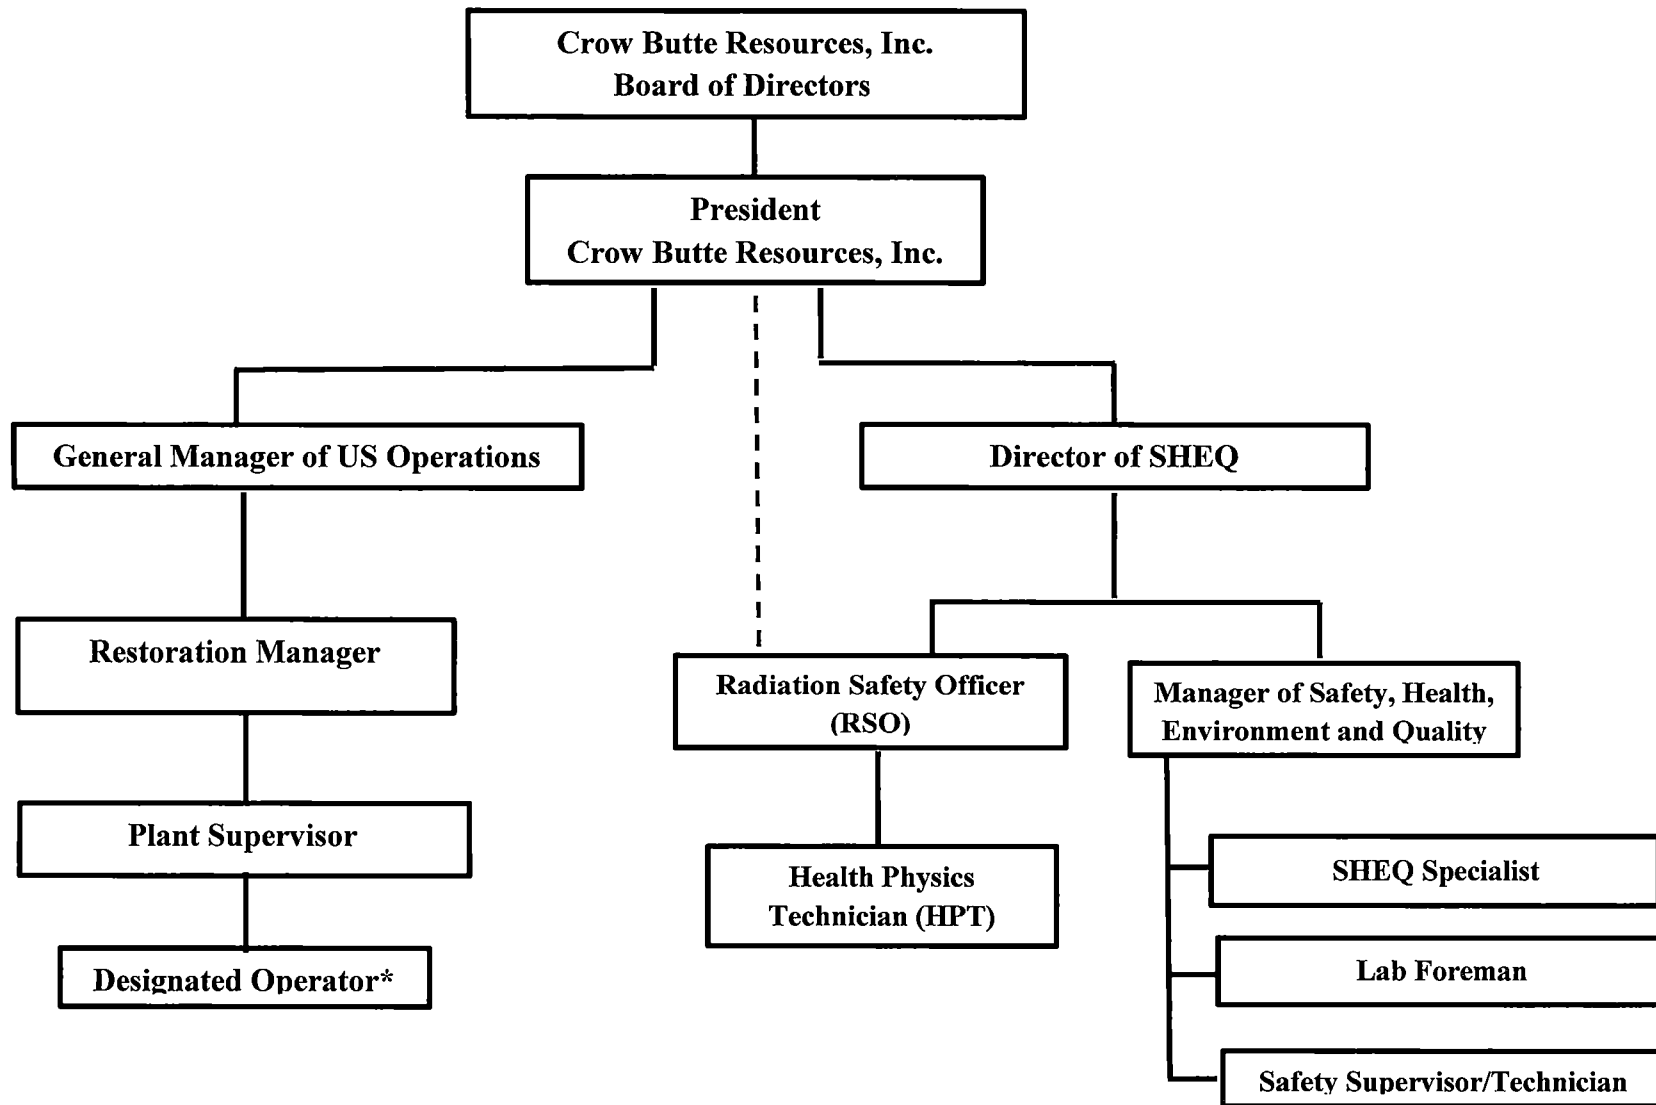 Crow Butte Resources, Inc.
Board of Directors
President
Crow Butte Resources, Inc.
General Manager of US Operations
Director of SHEQ
Restoration Manager
Radiation Safety Officer
(RSO)
Manager of Safety, Health,
Environment and Quality
Plant Supervisor
Health Physics
Technician (HPT)
SHEQ Specialist
Designated Operator*
Lab Foreman
Safety Supervisor/Technician